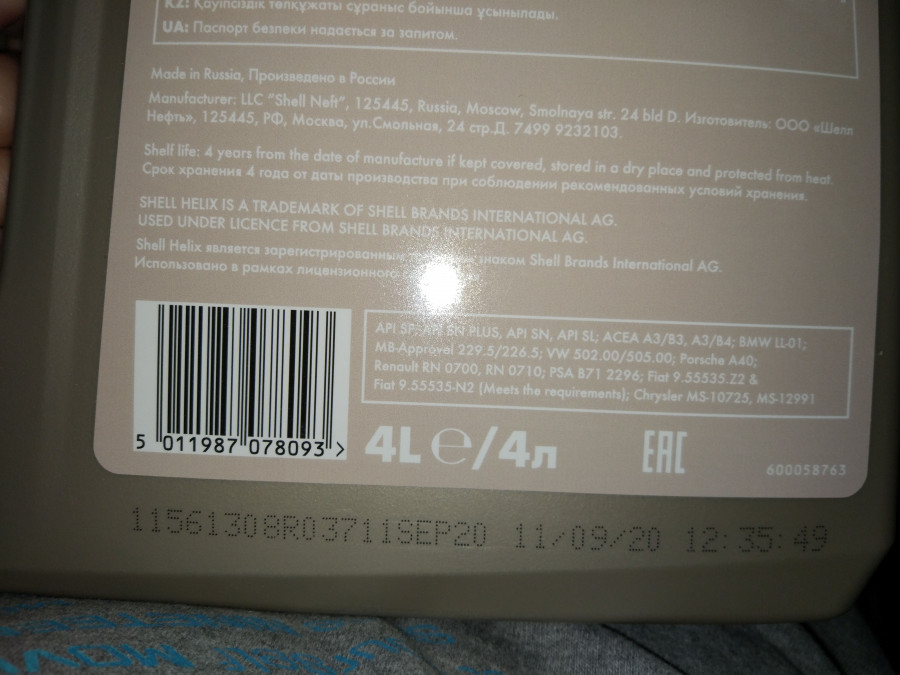 KZ: Қауіпсіздік төлқұжаты сұраныс бойынша ұсынылады.
UA: Паспорт безпеки надається за запитом.
Made in Russia, Произведено в России
Manufacturer: LLC "Shell Neft", 125445, Russia, Moscow, Smolnaya str. 24 bld D. Изготовитель: ООО «Шелл
Нефть», 125445, РФ, Москва, ул.Смольная, 24 стр.Д. 7499 9232103.
Shelf life: 4 years from the date of manufacture if kept covered, stored in a dry place and protected from heat.
Срок хранения 4 года от даты производства при соблюдении рекомендованных условий хранения.
SHELL HELIX IS A TRADEMARK OF SHELL BRANDS INTERNATIONAL AG.
USED UNDER LICENCE FROM SHELL BRANDS INTERNATIONAL AG.
Shell Helix является зарегистрированным знаком Shell Brands International AG.
Использовано в рамках лицензионного
API SP, API SN PLUS, API SN, API SL; ACEA A3/B3, A3/B4; BMW LL-01;
MB-Approval 229.5/226.5; VW 502.00/505.00; Porsche A40;
Renault RN 0700, RN 0710; PSA B71 2296; Fiat 9.55535.Z2 &
Fiat 9.55535-N2 (Meets the requirements); Chrysler MS-10725, MS-12991
5 011987 078093 >
4L ℮/4л
EAC
600058763
11561308R03711SEP20 11/09/20 12:35:49